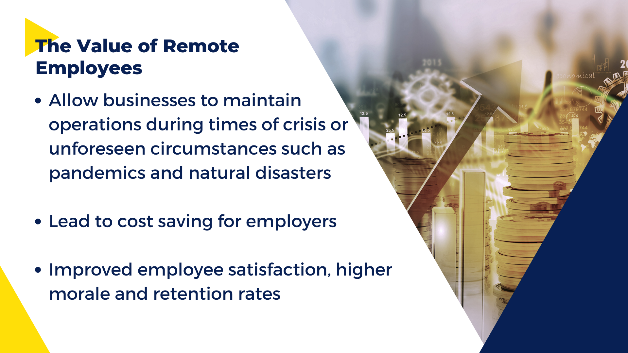 The Value of Remote
Employees
• Allow businesses to maintain
operations during times of crisis or
unforeseen circumstances such as
pandemics and natural disasters
• Lead to cost saving for employers
• Improved employee satisfaction, higher
morale and retention rates
2015